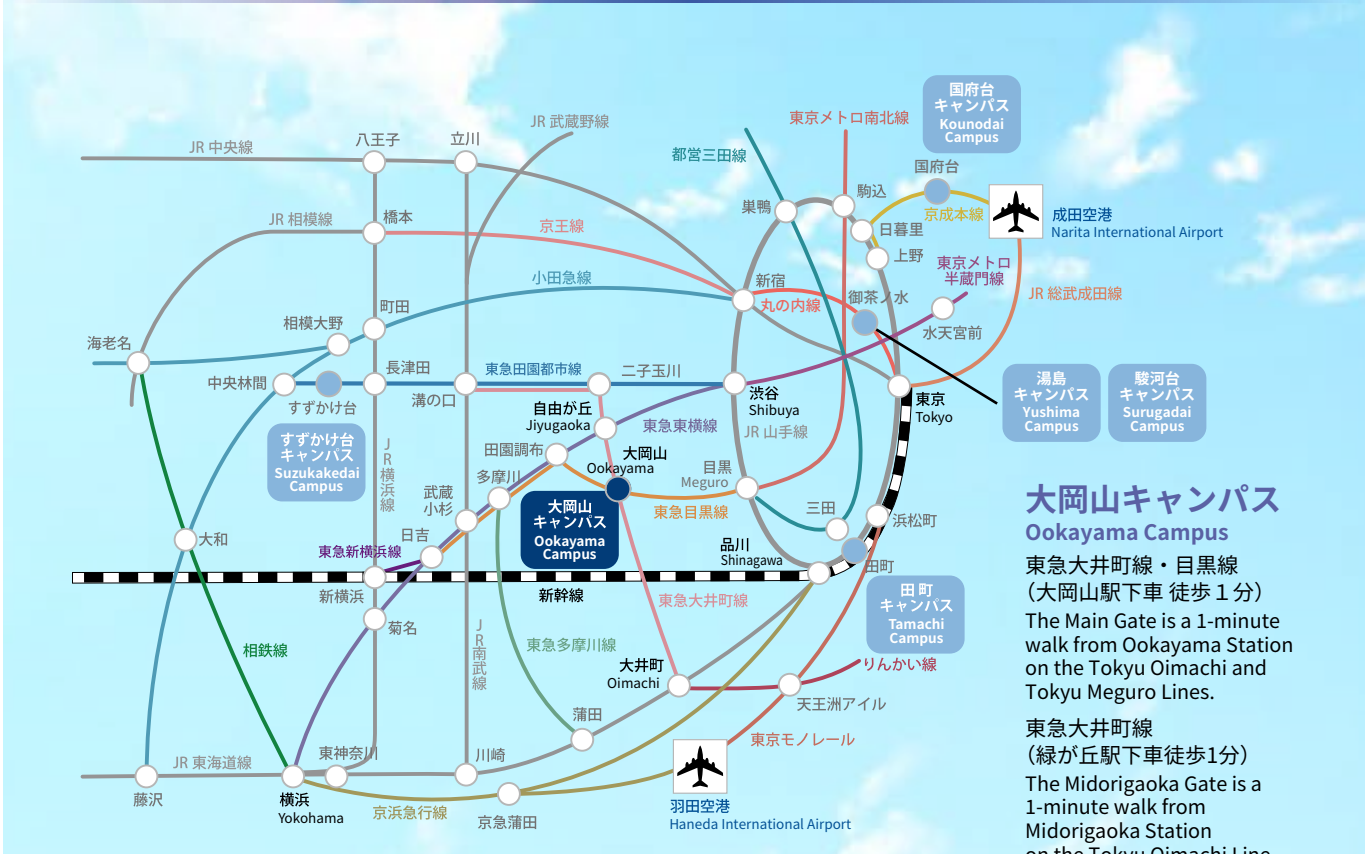 国府台
キャンパス
Kounodai
Campus
JR 武蔵野線
東京メトロ南北線
八王子
立川
JR 中央線
都営三田線
国府台
駒込
巣鴨
京成本線
成田空港
Narita International Airport
JR 相模線
橋本
京王線
日暮里
上野
東京メトロ
半蔵門線
小田急線
新宿
丸の内線
御茶ノ水
JR 総武成田線
水天宮前
町田
相模大野
海老名
中央林間
長津田
東急田園都市線
二子玉川
すずかけ台
溝の口
渋谷
Shibuya
東京
Tokyo
湯島
キャンパス
Yushima
Campus
駿河台
キャンパス
Surugadai
Campus
自由が丘
Jiyugaoka
東急東横線
JR 山手線
すずかけ台
キャンパス
Suzukakedai
Campus
JR横浜線
田園調布
大岡山
Ookayama
多摩川
目黒
Meguro
武蔵
小杉
大岡山
キャンパス
Ookayama
Campus
東急目黒線
三田
浜松町
大和
日吉
東急新横浜線
品川
Shinagawa
田町
新横浜
新幹線
東急大井町線
田町
キャンパス
Tamachi
Campus
菊名
相鉄線
JR南武線
東急多摩川線
大井町
Oimachi
りんかい線
天王洲アイル
蒲田
東京モノレール
JR 東海道線
東神奈川
川崎
藤沢
横浜
Yokohama
京浜急行線
京急蒲田
羽田空港
Haneda International Airport
大岡山キャンパス
Ookayama Campus
東急大井町線・目黒線
（大岡山駅下車 徒歩１分）
The Main Gate is a 1-minute
walk from Ookayama Station
on the Tokyu Oimachi and
Tokyu Meguro Lines.
東急大井町線
（緑が丘駅下車徒歩1分）
The Midorigaoka Gate is a
1-minute walk from
Midorigaoka Station
on the Tokyu Oimachi Line